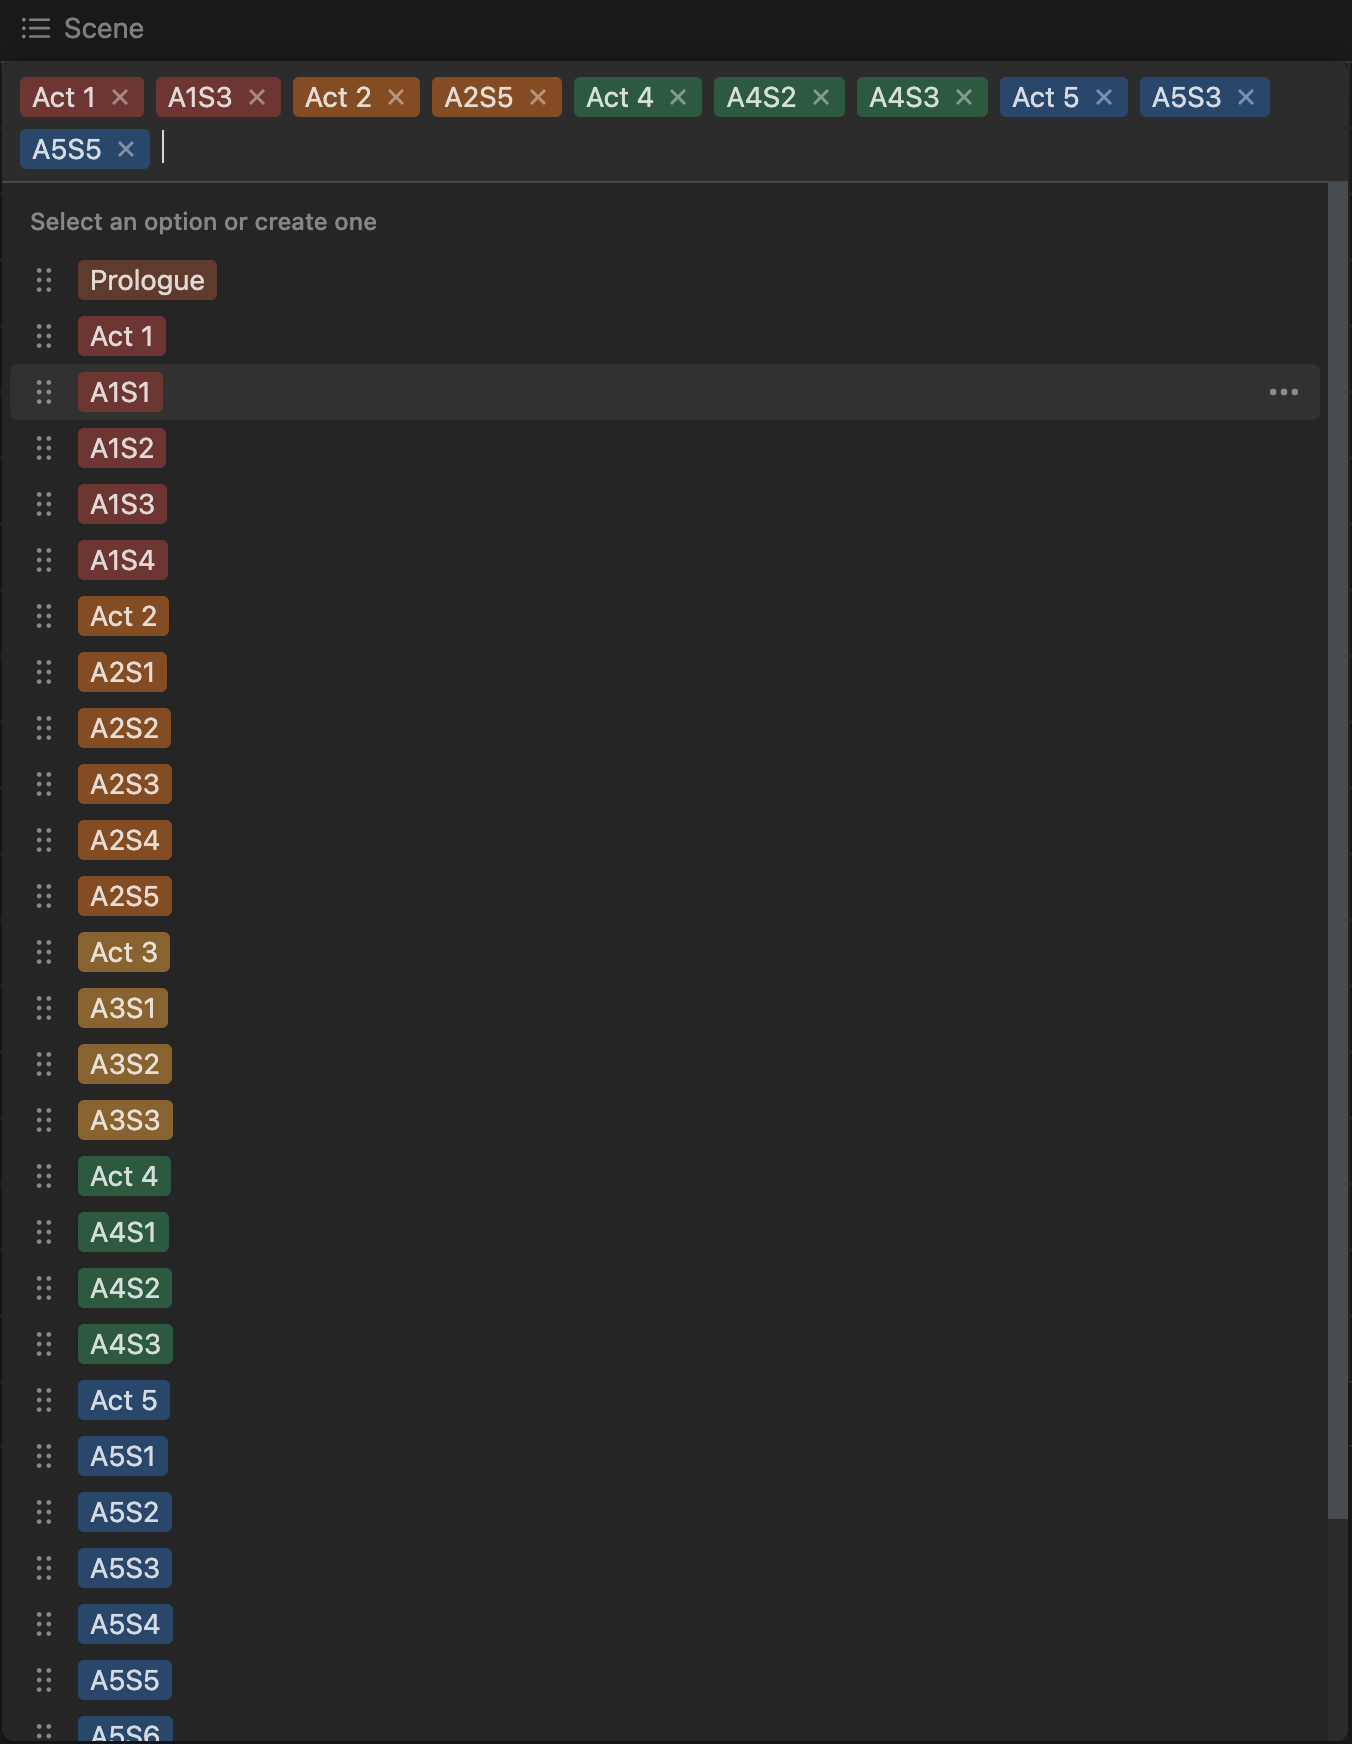 Scene
Act 1 A1S3 Act 2 A2S5 Act 4 A4S2 A4S3 Act 5 A5S3
A5S5
Select an option or create one
Prologue
Act 1
A1S1
A1S2
A1S3
A1S4
Act 2
A2S1
A2S2
A2S3
A2S4
A2S5
Act 3
A3S1
A3S2
A3S3
Act 4
A4S1
A4S2
A4S3
Act 5
A5S1
A5S2
A5S3
A5S4
A5S5
A5S6